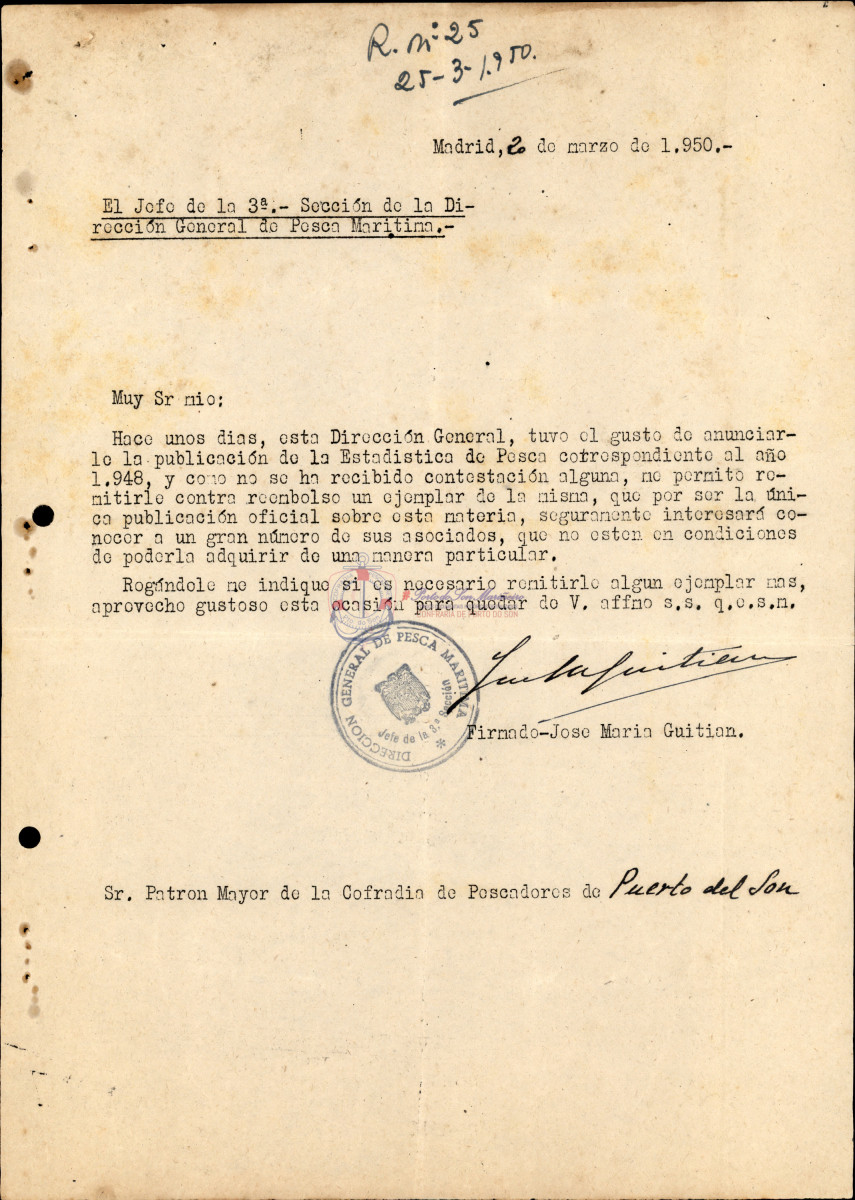 R. nº 25
25-3-1.950.
Madrid, 2 de marzo de 1.950.-
El Jefe de la 3ª.- Sección de la Di-
rección General de Pesca Maritima.-
Muy Sr mio;
Hace unos dias, esta Dirección General, tuvo el gusto de anunciar-
le la publicación de la Estadistica de Pesca correspondiente al año
1.948, y como no se ha recibido contestación alguna, me permito re-
mitirle contra reembolso un ejemplar de la misma, que por ser la úni-
ca publicación oficial sobre esta materia, seguramente interesará co-
nocer a un gran número de sus asociados, que no esten en condiciones
de poderla adquirir de una manera particular.
Rogándole me indique si es necesario remitirle algun ejemplar mas,
aprovecho gustoso esta ocasión para quedar de V. affmo s.s. q.e.s.m.
CONFRARIA DE PORTO DO SON
DIRECCION GENERAL DE PESCA MARITIMA
Jefe de la 3.ª Sección
Firmado-Jose Maria Guitian.
Sr. Patron Mayor de la Cofradia de Pescadores de Puerto del Son